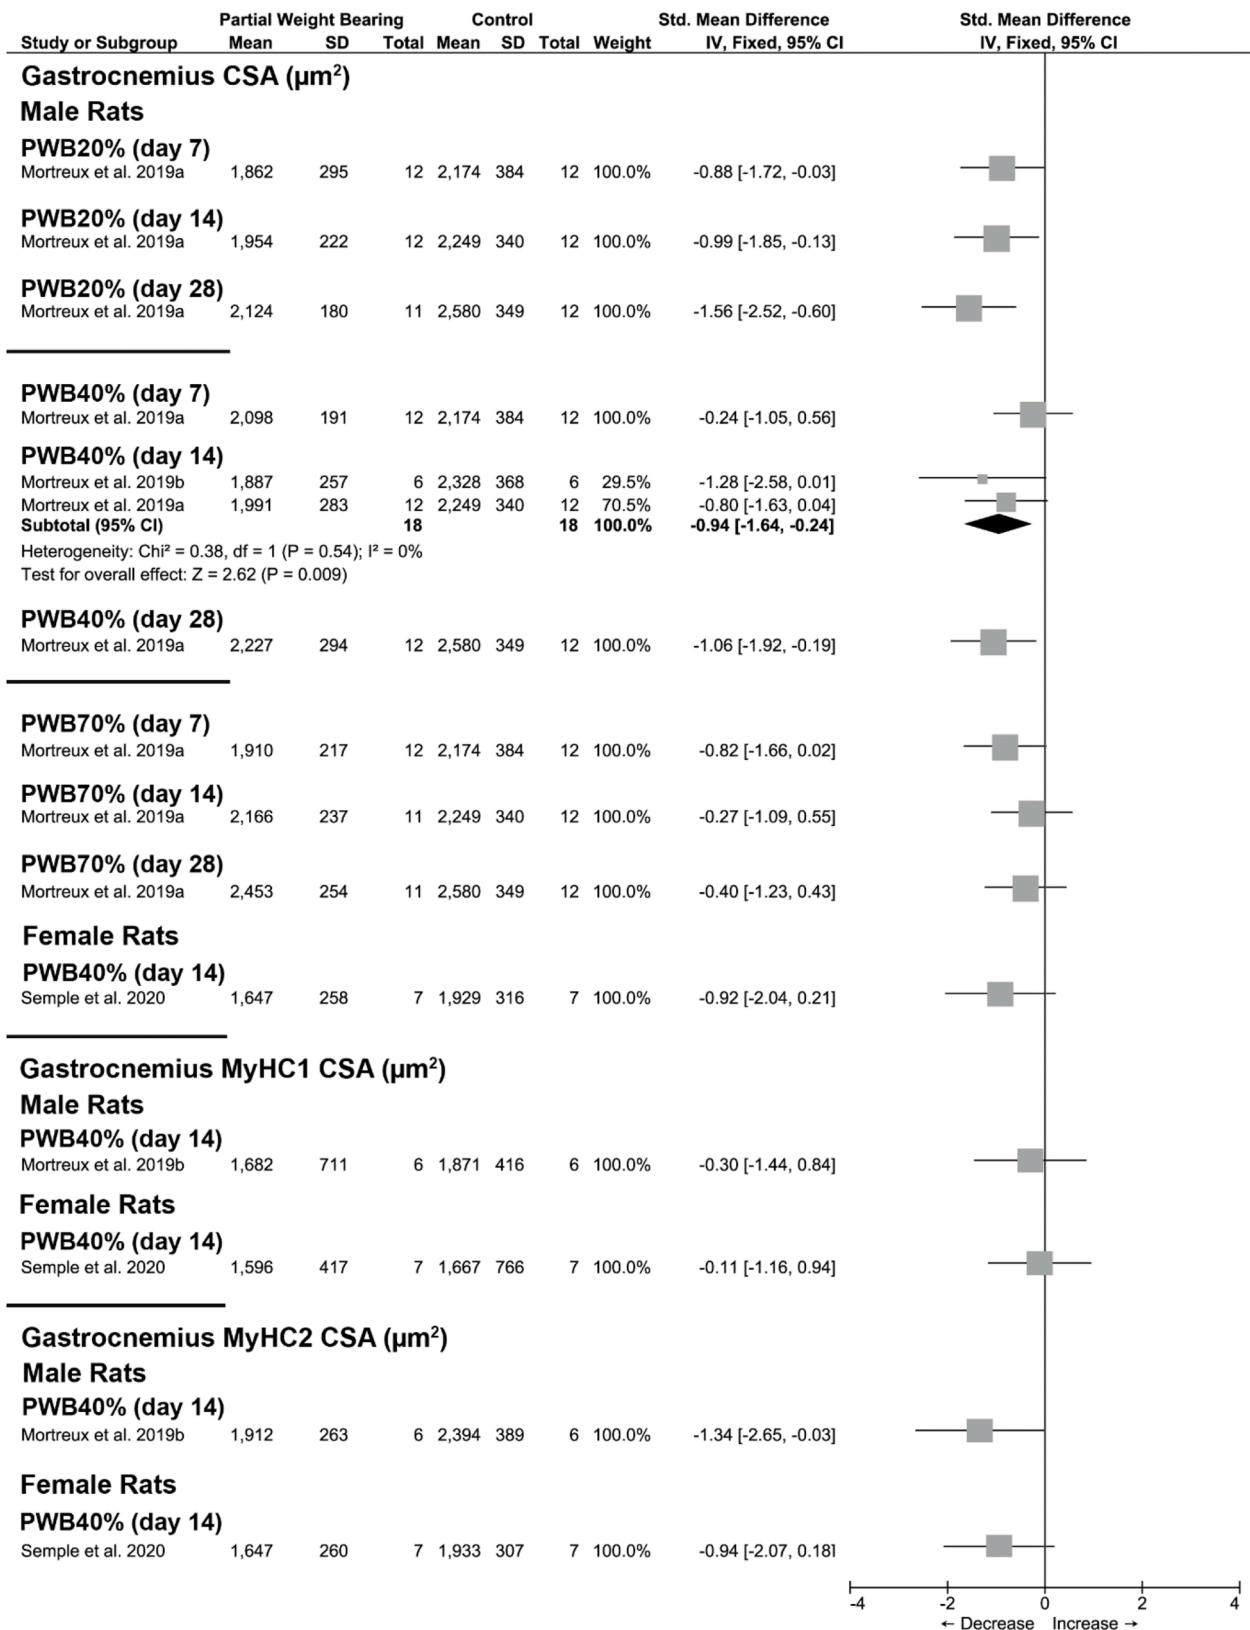 Partial Weight Bearing Control Std. Mean Difference Std. Mean Difference
Study or Subgroup Mean SD Total Mean SD Total Weight IV, Fixed, 95% CI IV, Fixed, 95% CI
Gastrocnemius CSA (µm²)
Male Rats
PWB20% (day 7)
Mortreux et al. 2019a 1,862 295 12 2,174 384 12 100.0% -0.88 [-1.72, -0.03]
PWB20% (day 14)
Mortreux et al. 2019a 1,954 222 12 2,249 340 12 100.0% -0.99 [-1.85, -0.13]
PWB20% (day 28)
Mortreux et al. 2019a 2,124 180 11 2,580 349 12 100.0% -1.56 [-2.52, -0.60]
PWB40% (day 7)
Mortreux et al. 2019a 2,098 191 12 2,174 384 12 100.0% -0.24 [-1.05, 0.56]
PWB40% (day 14)
Mortreux et al. 2019b 1,887 257 6 2,328 368 6 29.5% -1.28 [-2.58, 0.01]
Mortreux et al. 2019a 1,991 283 12 2,249 340 12 70.5% -0.80 [-1.63, 0.04]
Subtotal (95% CI) 18 18 100.0% -0.94 [-1.64, -0.24]
Heterogeneity: Chi² = 0.38, df = 1 (P = 0.54); I² = 0%
Test for overall effect: Z = 2.62 (P = 0.009)
PWB40% (day 28)
Mortreux et al. 2019a 2,227 294 12 2,580 349 12 100.0% -1.06 [-1.92, -0.19]
PWB70% (day 7)
Mortreux et al. 2019a 1,910 217 12 2,174 384 12 100.0% -0.82 [-1.66, 0.02]
PWB70% (day 14)
Mortreux et al. 2019a 2,166 237 11 2,249 340 12 100.0% -0.27 [-1.09, 0.55]
PWB70% (day 28)
Mortreux et al. 2019a 2,453 254 11 2,580 349 12 100.0% -0.40 [-1.23, 0.43]
Female Rats
PWB40% (day 14)
Semple et al. 2020 1,647 258 7 1,929 316 7 100.0% -0.92 [-2.04, 0.21]
Gastrocnemius MyHC1 CSA (µm²)
Male Rats
PWB40% (day 14)
Mortreux et al. 2019b 1,682 711 6 1,871 416 6 100.0% -0.30 [-1.44, 0.84]
Female Rats
PWB40% (day 14)
Semple et al. 2020 1,596 417 7 1,667 766 7 100.0% -0.11 [-1.16, 0.94]
Gastrocnemius MyHC2 CSA (µm²)
Male Rats
PWB40% (day 14)
Mortreux et al. 2019b 1,912 263 6 2,394 389 6 100.0% -1.34 [-2.65, -0.03]
Female Rats
PWB40% (day 14)
Semple et al. 2020 1,647 260 7 1,933 307 7 100.0% -0.94 [-2.07, 0.18]
-4 -2 0 2 4
← Decrease Increase →